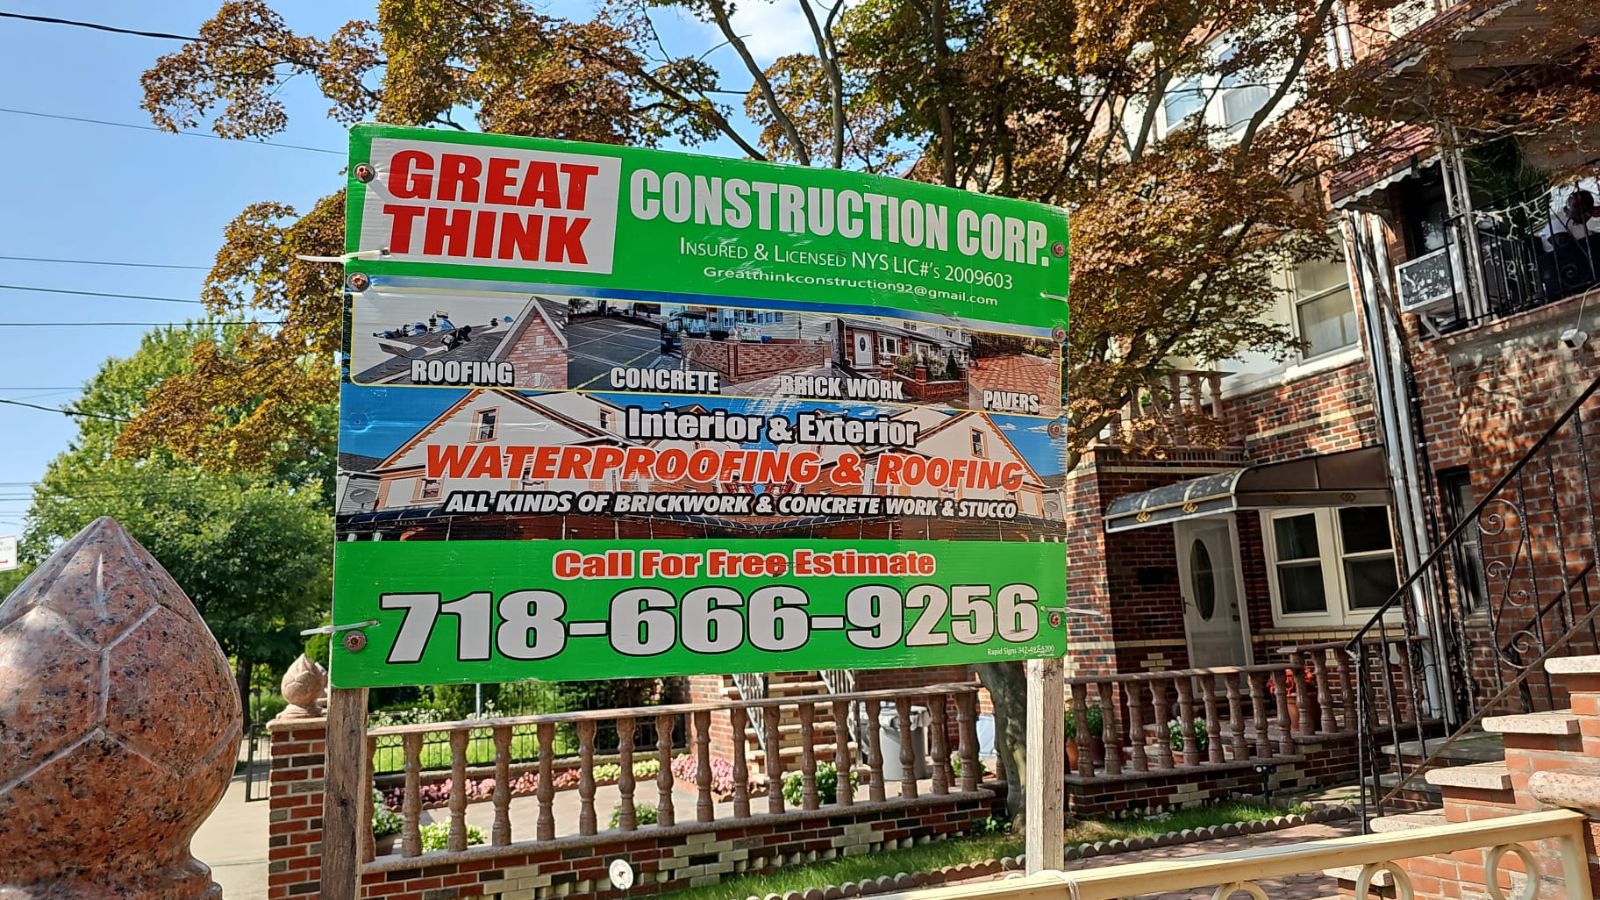 GREAT
THINK
CONSTRUCTION CORP.
INSURED & LICENSED NYS LIC#'S 2009603
Greatthinkconstruction92@gmail.com
ROOFING
CONCRETE
BRICK WORK
PAVERS
Interior & Exterior
WATERPROOFING & ROOFING
ALL KINDS OF BRICKWORK & CONCRETE WORK & STUCCO
Call For Free Estimate
718-666-9256
Rapid Signs